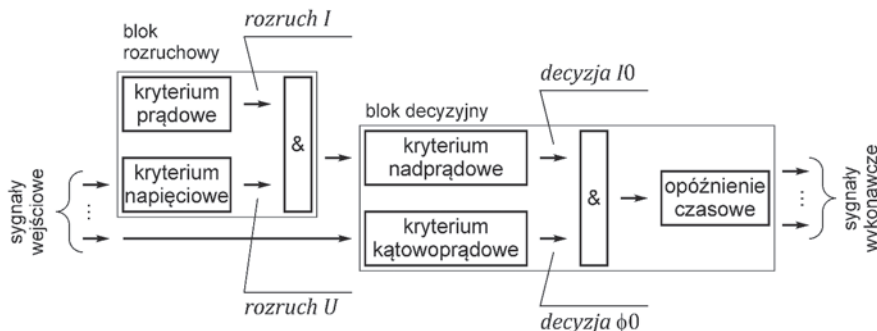 rozruch I
blok
rozruchowy
kryterium
prądowe
kryterium
napięciowe
&
sygnały
wejściowe
⋮
rozruch U
decyzja I0
blok decyzyjny
kryterium
nadprądowe
kryterium
kątowoprądowe
&
opóźnienie
czasowe
⋮
sygnały
wykonawcze
decyzja ϕ0